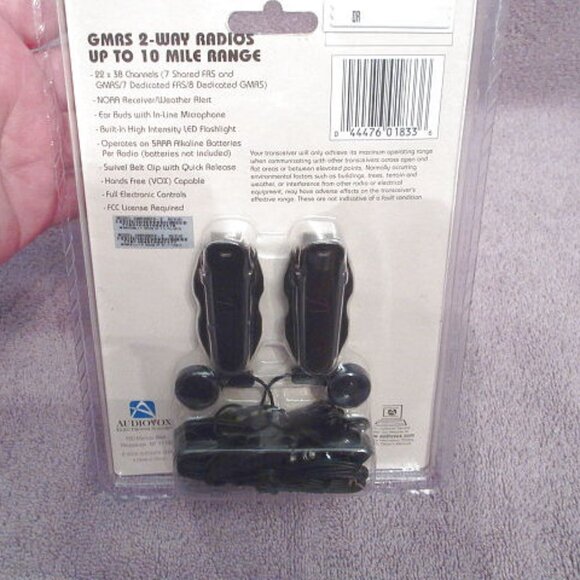 DR
GMRS 2-WAY RADIOS
UP TO 10 MILE RANGE
· 22 x 38 Channels (7 Shared FRS and
GMRS/7 Dedicated FRS/8 Dedicated GMRS)
· NOAA Receiver/Weather Alert
· Ear Buds with In-Line Microphone
· Built-In High Intensity LED Flashlight
· Operates on 5AAA Alkaline Batteries
Per Radio (batteries not included)
· Swivel Belt Clip with Quick Release
· Hands Free (VOX) Capable
· Full Electronic Controls
· FCC License Required
0 44476 01833 6
Your transceiver will only achieve its maximum operating range
when communicating with other transceivers across open and
flat areas or between elevated points. Normally occurring
environmental factors such as buildings, trees, terrain and
weather, or interference from other radio or electrical
equipment, may have adverse effects on the transceiver's
effective range. These are not indicative of a fault condition
AUDIOVOX
www.audiovox.com